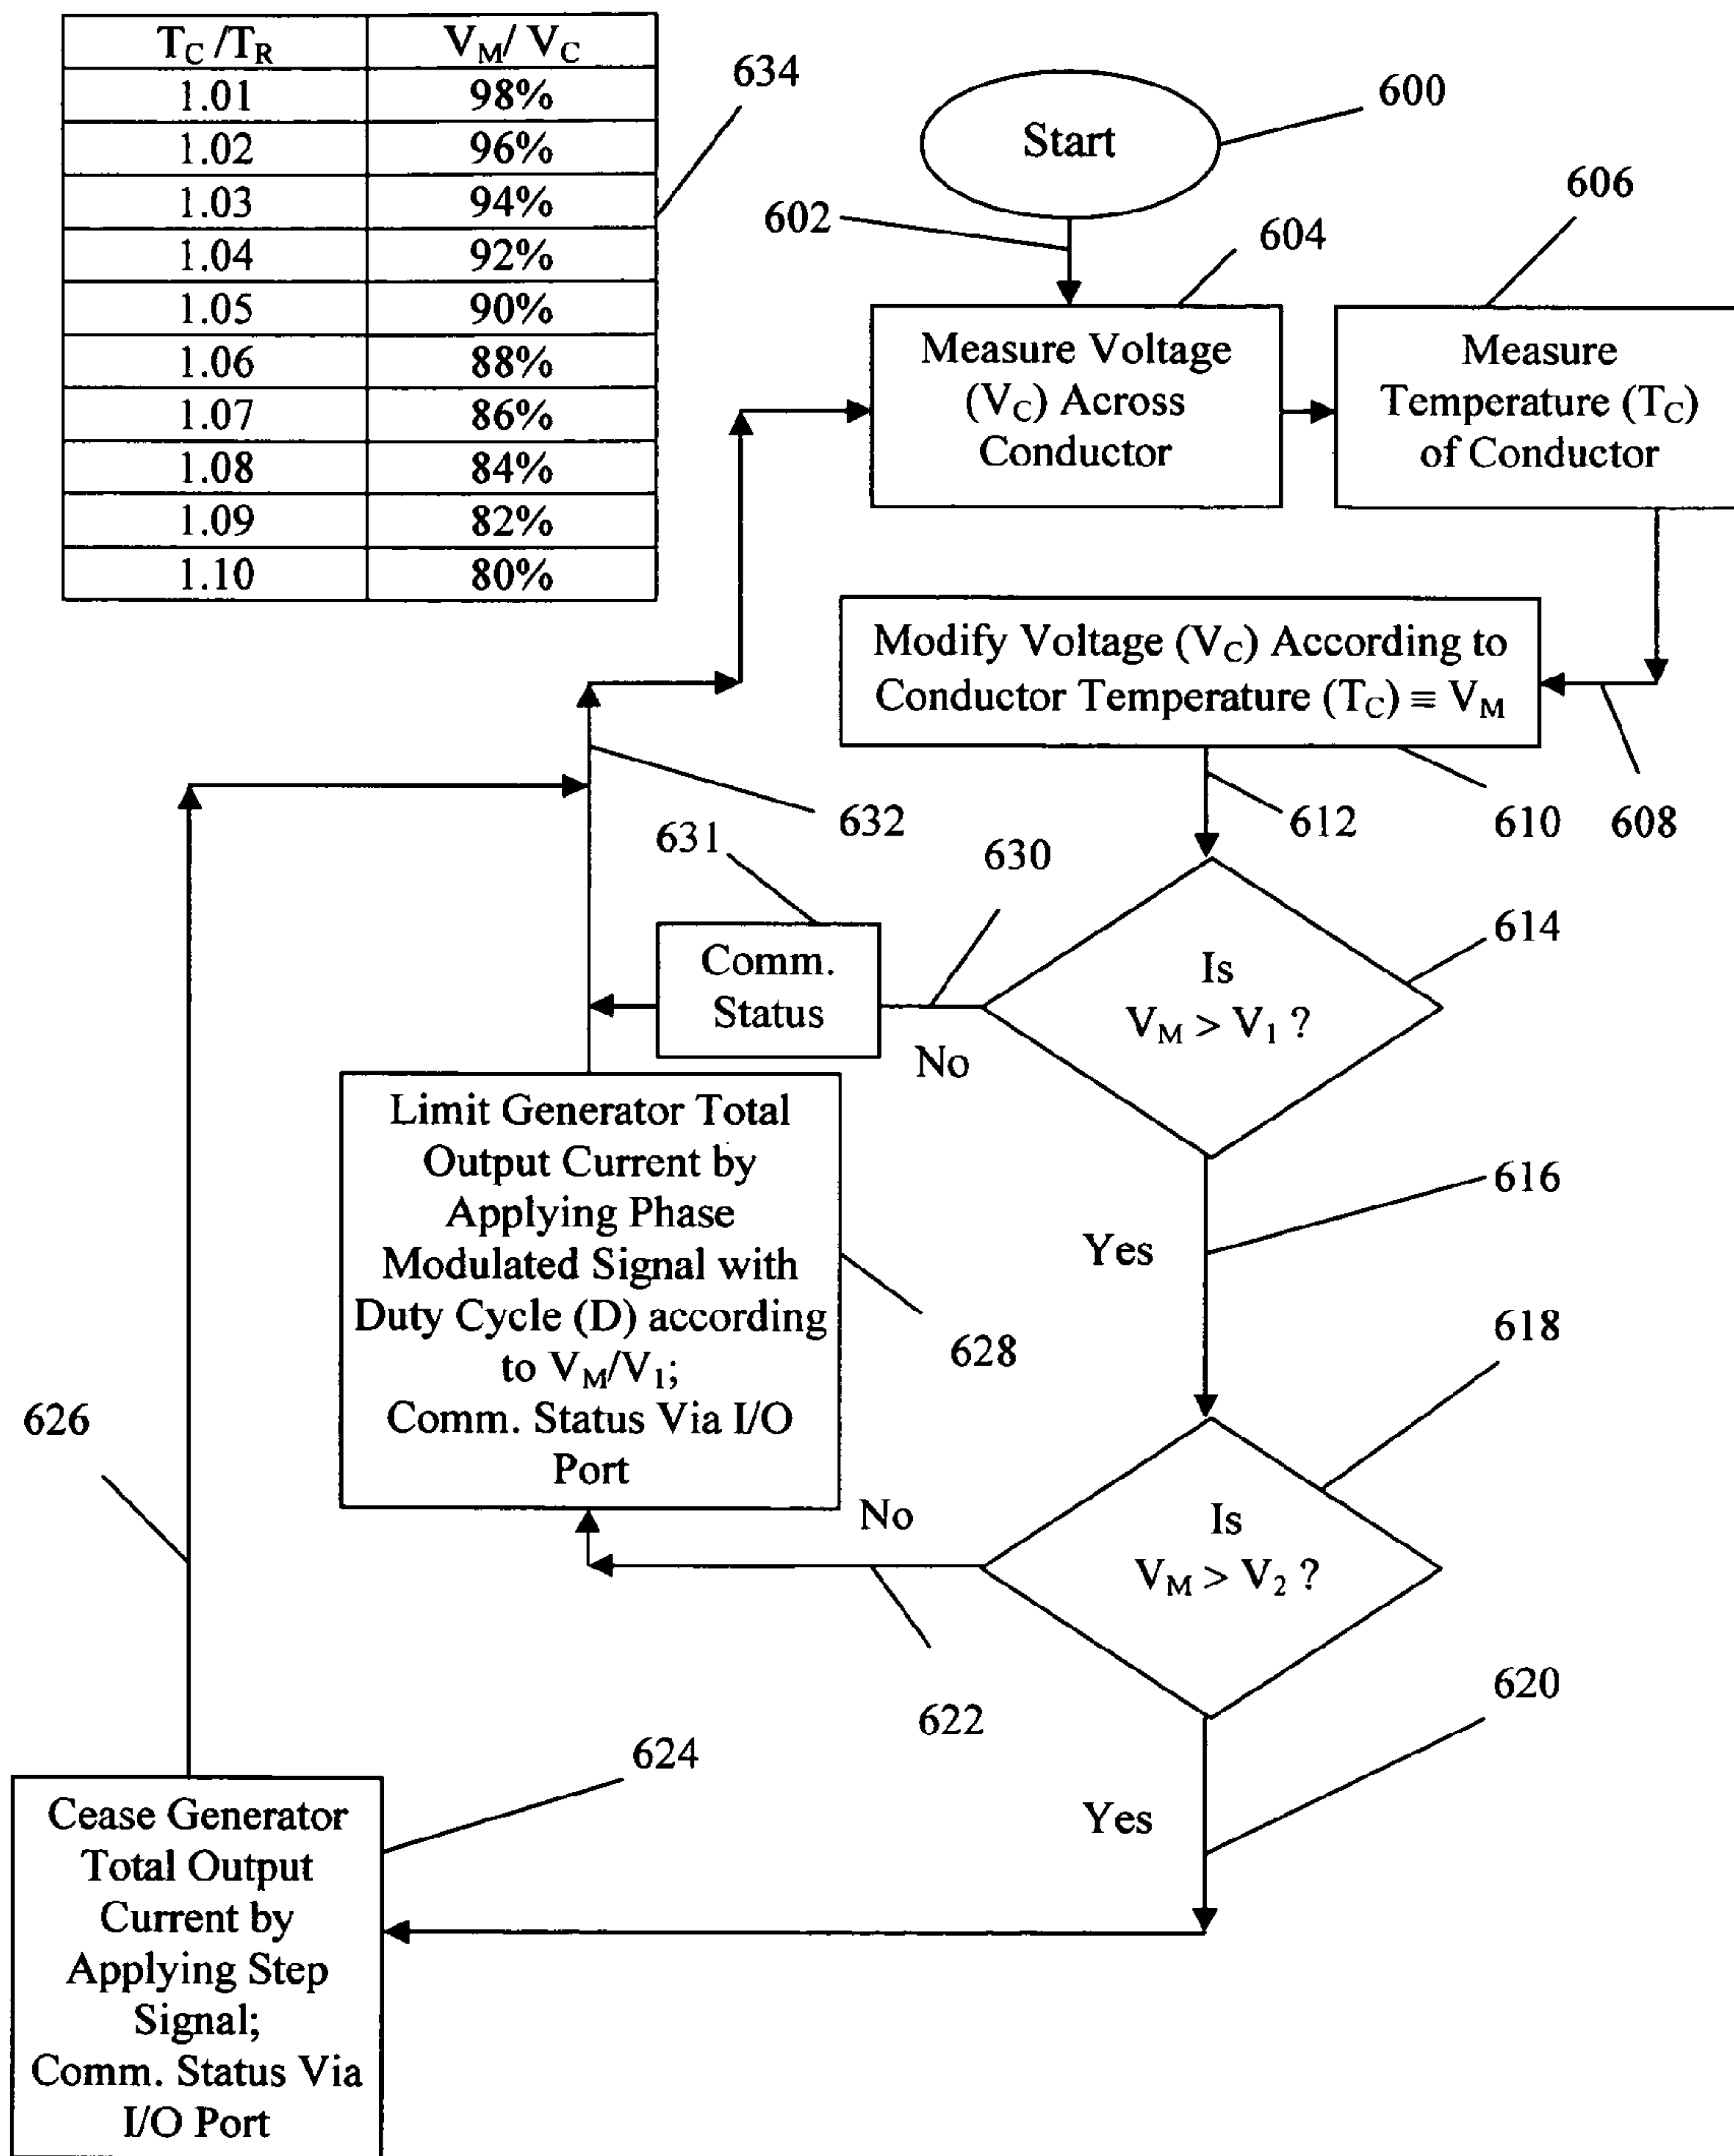 T_C /T_R V_M/ V_C
1.01 98%
1.02 96%
1.03 94%
1.04 92%
1.05 90%
1.06 88%
1.07 86%
1.08 84%
1.09 82%
1.10 80%
634
Start
600
602
604
606
Measure Voltage
(V_C) Across
Conductor
Measure
Temperature (T_C)
of Conductor
Modify Voltage (V_C) According to
Conductor Temperature (T_C) ≡ V_M
632
612
610
608
631
630
614
Comm.
Status
Is
V_M > V_1 ?
No
Limit Generator Total
Output Current by
Applying Phase
Modulated Signal with
Duty Cycle (D) according
to V_M/V_1;
Comm. Status Via I/O
Port
616
Yes
628
618
626
No
Is
V_M > V_2 ?
622
620
624
Yes
Cease Generator
Total Output
Current by
Applying Step
Signal;
Comm. Status Via
I/O Port